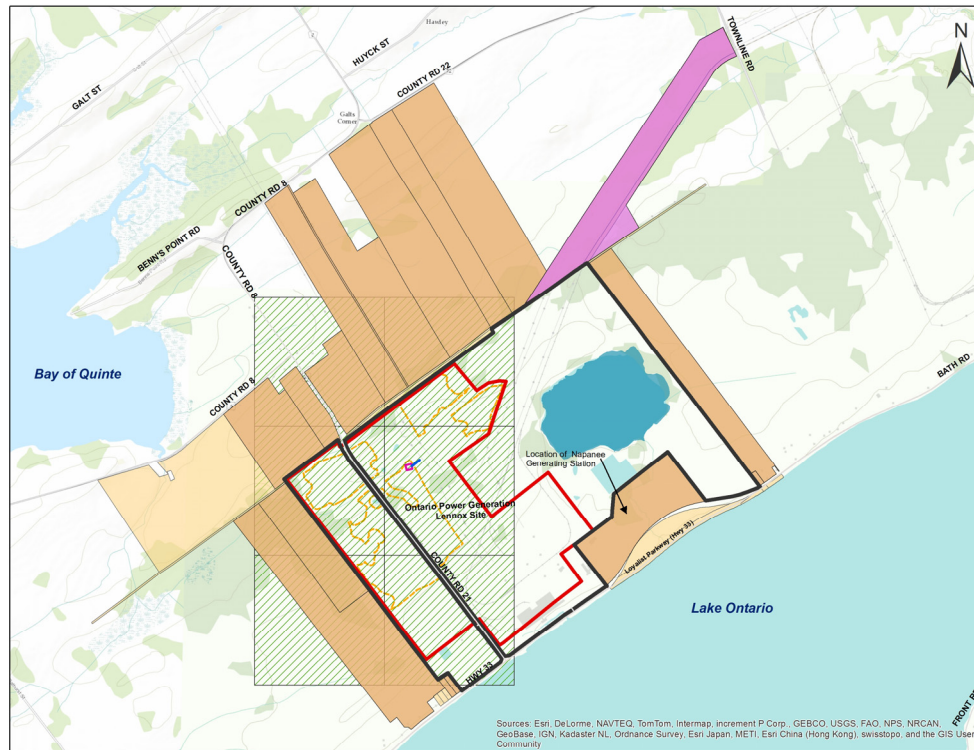 Hawley
HUYCK ST
TOWNLINE RD
N
COUNTY RD 22
GALT ST
Galts
Corner
COUNTY RD 8
BENN'S POINT RD
COUNTY RD 8
Bay of Quinte
COUNTY RD 8
BATH RD
Location of Napanee
Generating Station
Ontario Power Generation
Lennox Site
Loyalist Parkway (Hwy 33)
COUNTY RD 21
Lake Ontario
HWY 33
Sources: Esri, DeLorme, NAVTEQ, TomTom, Intermap, increment P Corp., GEBCO, USGS, FAO, NPS, NRCAN,
GeoBase, IGN, Kadaster NL, Ordnance Survey, Esri Japan, METI, Esri China (Hong Kong), swisstopo, and the GIS User
Community